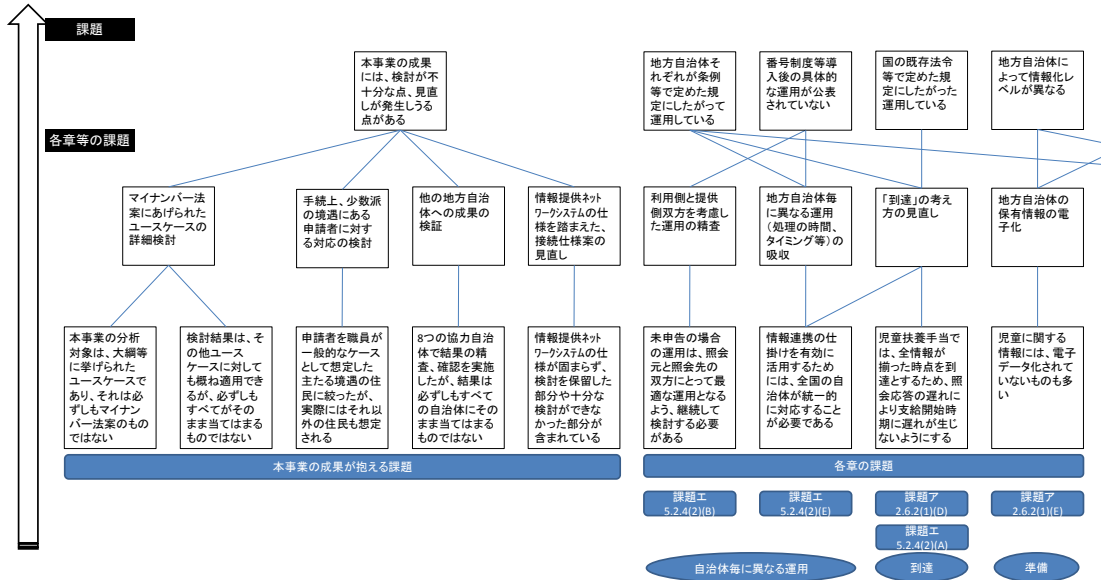 課題
本事業の成果
には、検討が不
十分な点、見直
しが発生しうる
点がある
地方自治体そ
れぞれが条例
等で定めた規
定にしたがって
運用している
番号制度等導
入後の具体的
な運用が公表
されていない
国の既存法令
等で定めた規
定にしたがった
運用している
地方自治体に
よって情報化レ
ベルが異なる
各章等の課題
マイナンバー法
案にあげられた
ユースケースの
詳細検討
手続上、少数派
の境遇にある
申請者に対す
る対応の検討
他の地方自治
体への成果の
検証
情報提供ネット
ワークシステムの仕
様を踏まえた、
接続仕様案の
見直し
利用側と提供
側双方を考慮し
た運用の精査
地方自治体毎
に異なる運用
(処理の時間、
タイミング等)の
吸収
「到達」の考え
方の見直し
地方自治体の
保有情報の電
子化
本事業の分析
対象は、大綱等
に挙げられた
ユースケースで
あり、それは必
ずしもマイナン
バー法案のもの
ではない
検討結果は、そ
の他ユース
ケースに対して
も概ね適用でき
るが、必ずしも
すべてがその
まま当てはまる
ものではない
申請者を職員が
一般的なケース
として想定した
主たる境遇の住
民に絞ったが、
実際にはそれ以
外の住民も想定
される
8つの協力自治
体で結果の精
査、確認を実施
したが、結果は
必ずしもすべて
の自治体にその
まま当てはまる
ものではない
情報提供ネット
ワークシステムの仕
様が固まらず、
検討を保留した
部分や十分な
検討ができな
かった部分が
含まれている
未申告の場合
の運用は、照会
元と照会先の
双方にとって最
適な運用となる
よう、継続して
検討する必要
がある
情報連携の仕
掛けを有効に
活用するため
には、全国の自
治体が統一的
に対応すること
が必要である
児童扶養手当で
は、全情報が
揃った時点を到
達とするため、照
会応答の遅れに
より支給開始時
期に遅れが生じ
ないようにする
児童に関する
情報には、電子
データ化されて
いないものも多
い
本事業の成果が抱える課題
各章の課題
課題エ
5.2.4(2)(B)
課題エ
5.2.4(2)(E)
課題ア
2.6.2(1)(D)
課題ア
2.6.2(1)(E)
課題エ
5.2.4(2)(A)
自治体毎に異なる運用
到達
準備